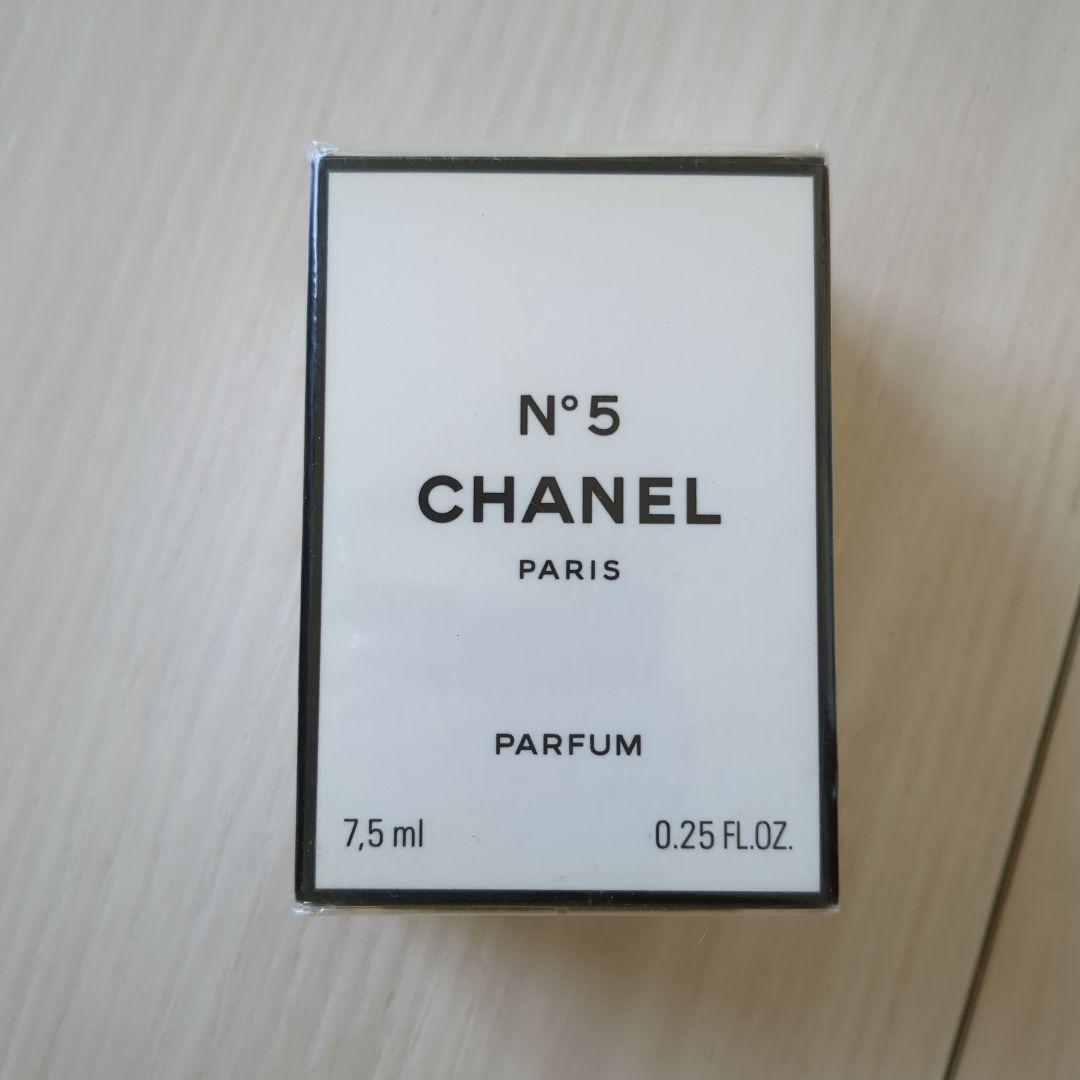 N°5
CHANEL
PARIS
PARFUM
7,5 ml 0.25 FL.OZ.